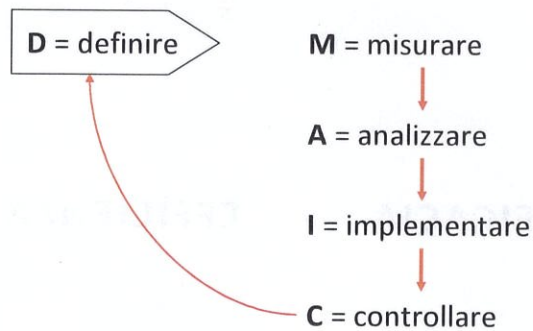 D = definire
M = misurare
A = analizzare
I = implementare
C = controllare